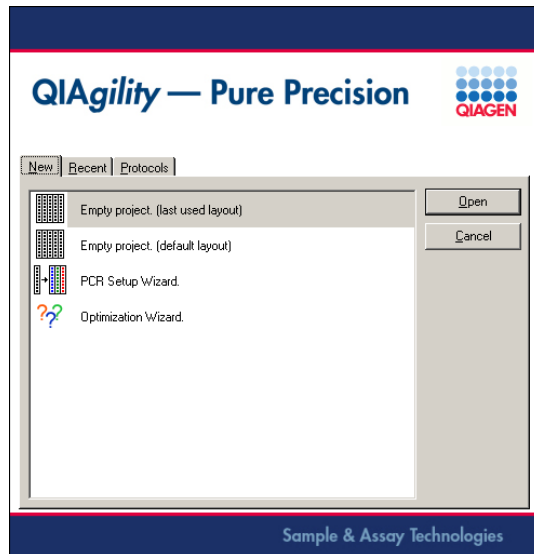 QIAgility — Pure Precision
QIAGEN
New Recent Protocols
Empty project. (last used layout)
Empty project. (default layout)
PCR Setup Wizard.
Optimization Wizard.
Open
Cancel
Sample & Assay Technologies